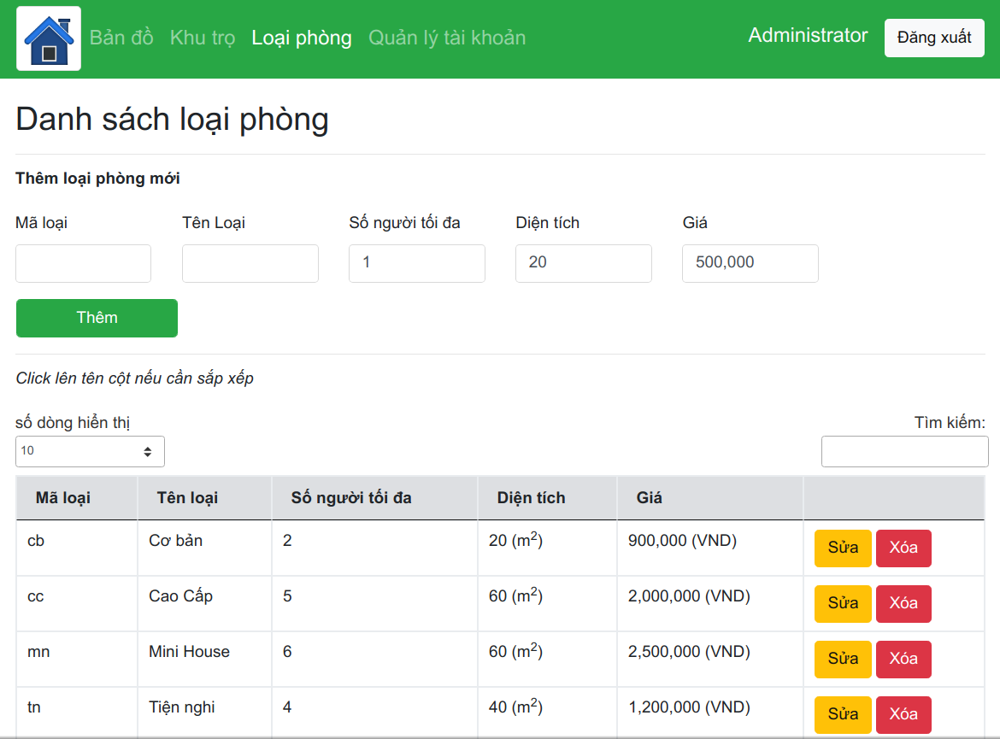 Bản đồ Khu trọ Loại phòng Quản lý tài khoản Administrator Đăng xuất
Danh sách loại phòng
Thêm loại phòng mới
Mã loại Tên Loại Số người tối đa Diện tích Giá
1 20 500,000
Thêm
Click lên tên cột nếu cần sắp xếp
số dòng hiển thị Tìm kiếm:
10
Mã loại Tên loại Số người tối đa Diện tích Giá
cb Cơ bản 2 20 (m²) 900,000 (VND) Sửa Xóa
cc Cao Cấp 5 60 (m²) 2,000,000 (VND) Sửa Xóa
mn Mini House 6 60 (m²) 2,500,000 (VND) Sửa Xóa
tn Tiện nghi 4 40 (m²) 1,200,000 (VND) Sửa Xóa